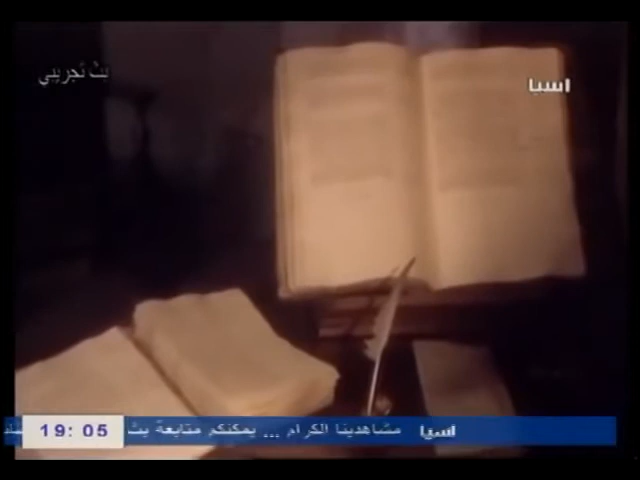 بث تجريبي
اسيا
اسيا مشاهدينا الكرام ... يمكنكم متابعة بث
19:05